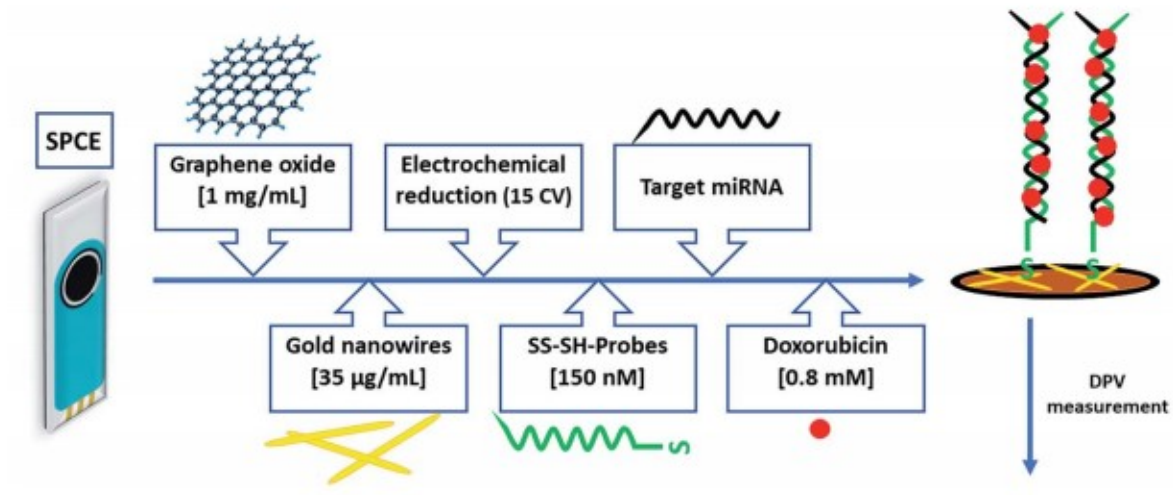 SPCE
Graphene oxide
[1 mg/mL]
Electrochemical
reduction (15 CV)
Target miRNA
Gold nanowires
[35 µg/mL]
SS-SH-Probes
[150 nM]
Doxorubicin
[0.8 mM]
S
S
S
DPV
measurement